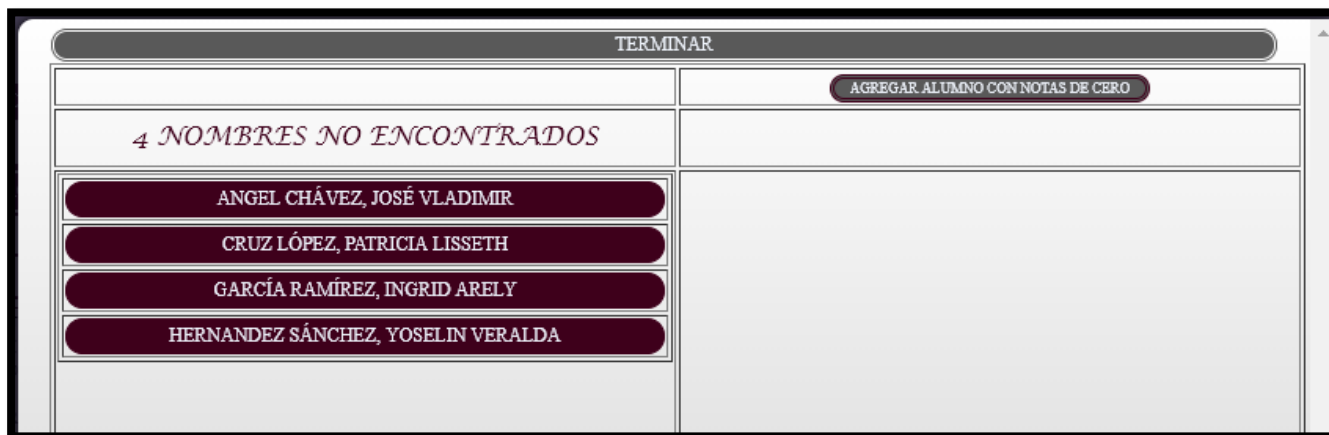 TERMINAR
AGREGAR ALUMNO CON NOTAS DE CERO
4 NOMBRES NO ENCONTRADOS
ANGEL CHÁVEZ, JOSÉ VLADIMIR
CRUZ LÓPEZ, PATRICIA LISSETH
GARCÍA RAMÍREZ, INGRID ARELY
HERNANDEZ SÁNCHEZ, YOSELIN VERALDA